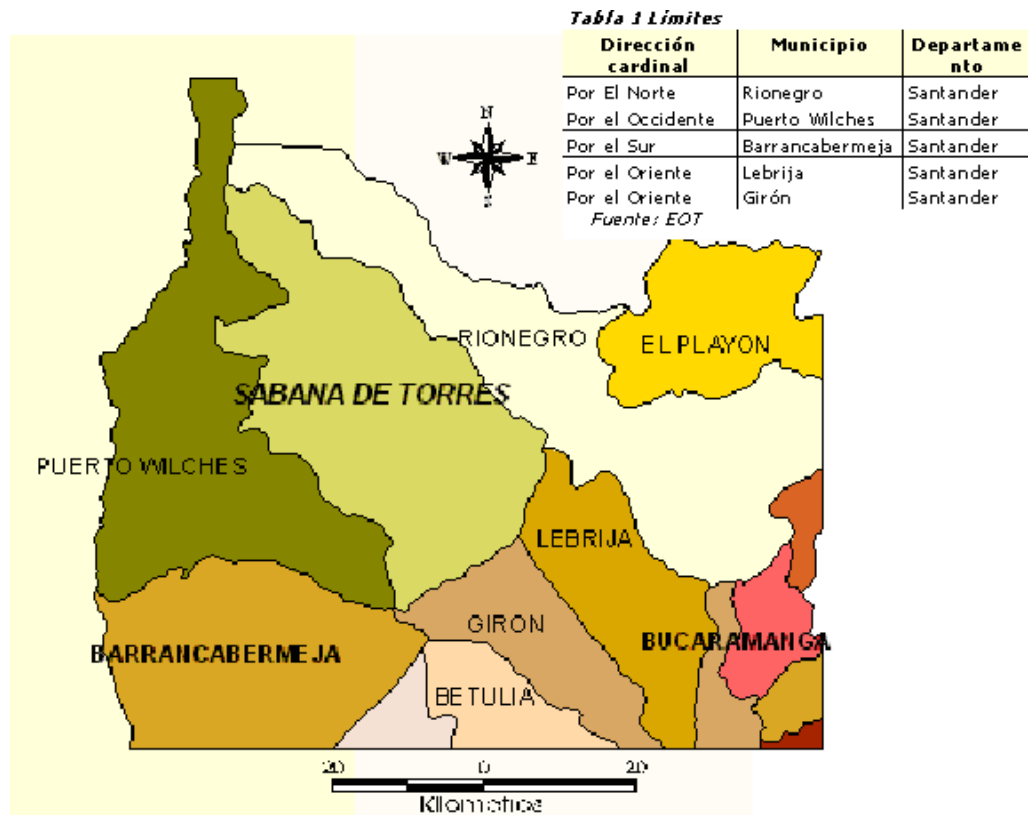 Tabla 1 Límites
Dirección cardinal Municipio Departamento
Por El Norte Rionegro Santander
Por el Occidente Puerto Wilches Santander
Por el Sur Barrancabermeja Santander
Por el Oriente Lebrija Santander
Por el Oriente Girón Santander
Fuente: EOT
N
W E
S
RIONEGRO
EL PLAYON
SABANA DE TORRES
PUERTO WILCHES
LEBRIJA
GIRON
BUCARAMANGA
BARRANCABERMEJA
BETULIA
20 0 20
Kilometros